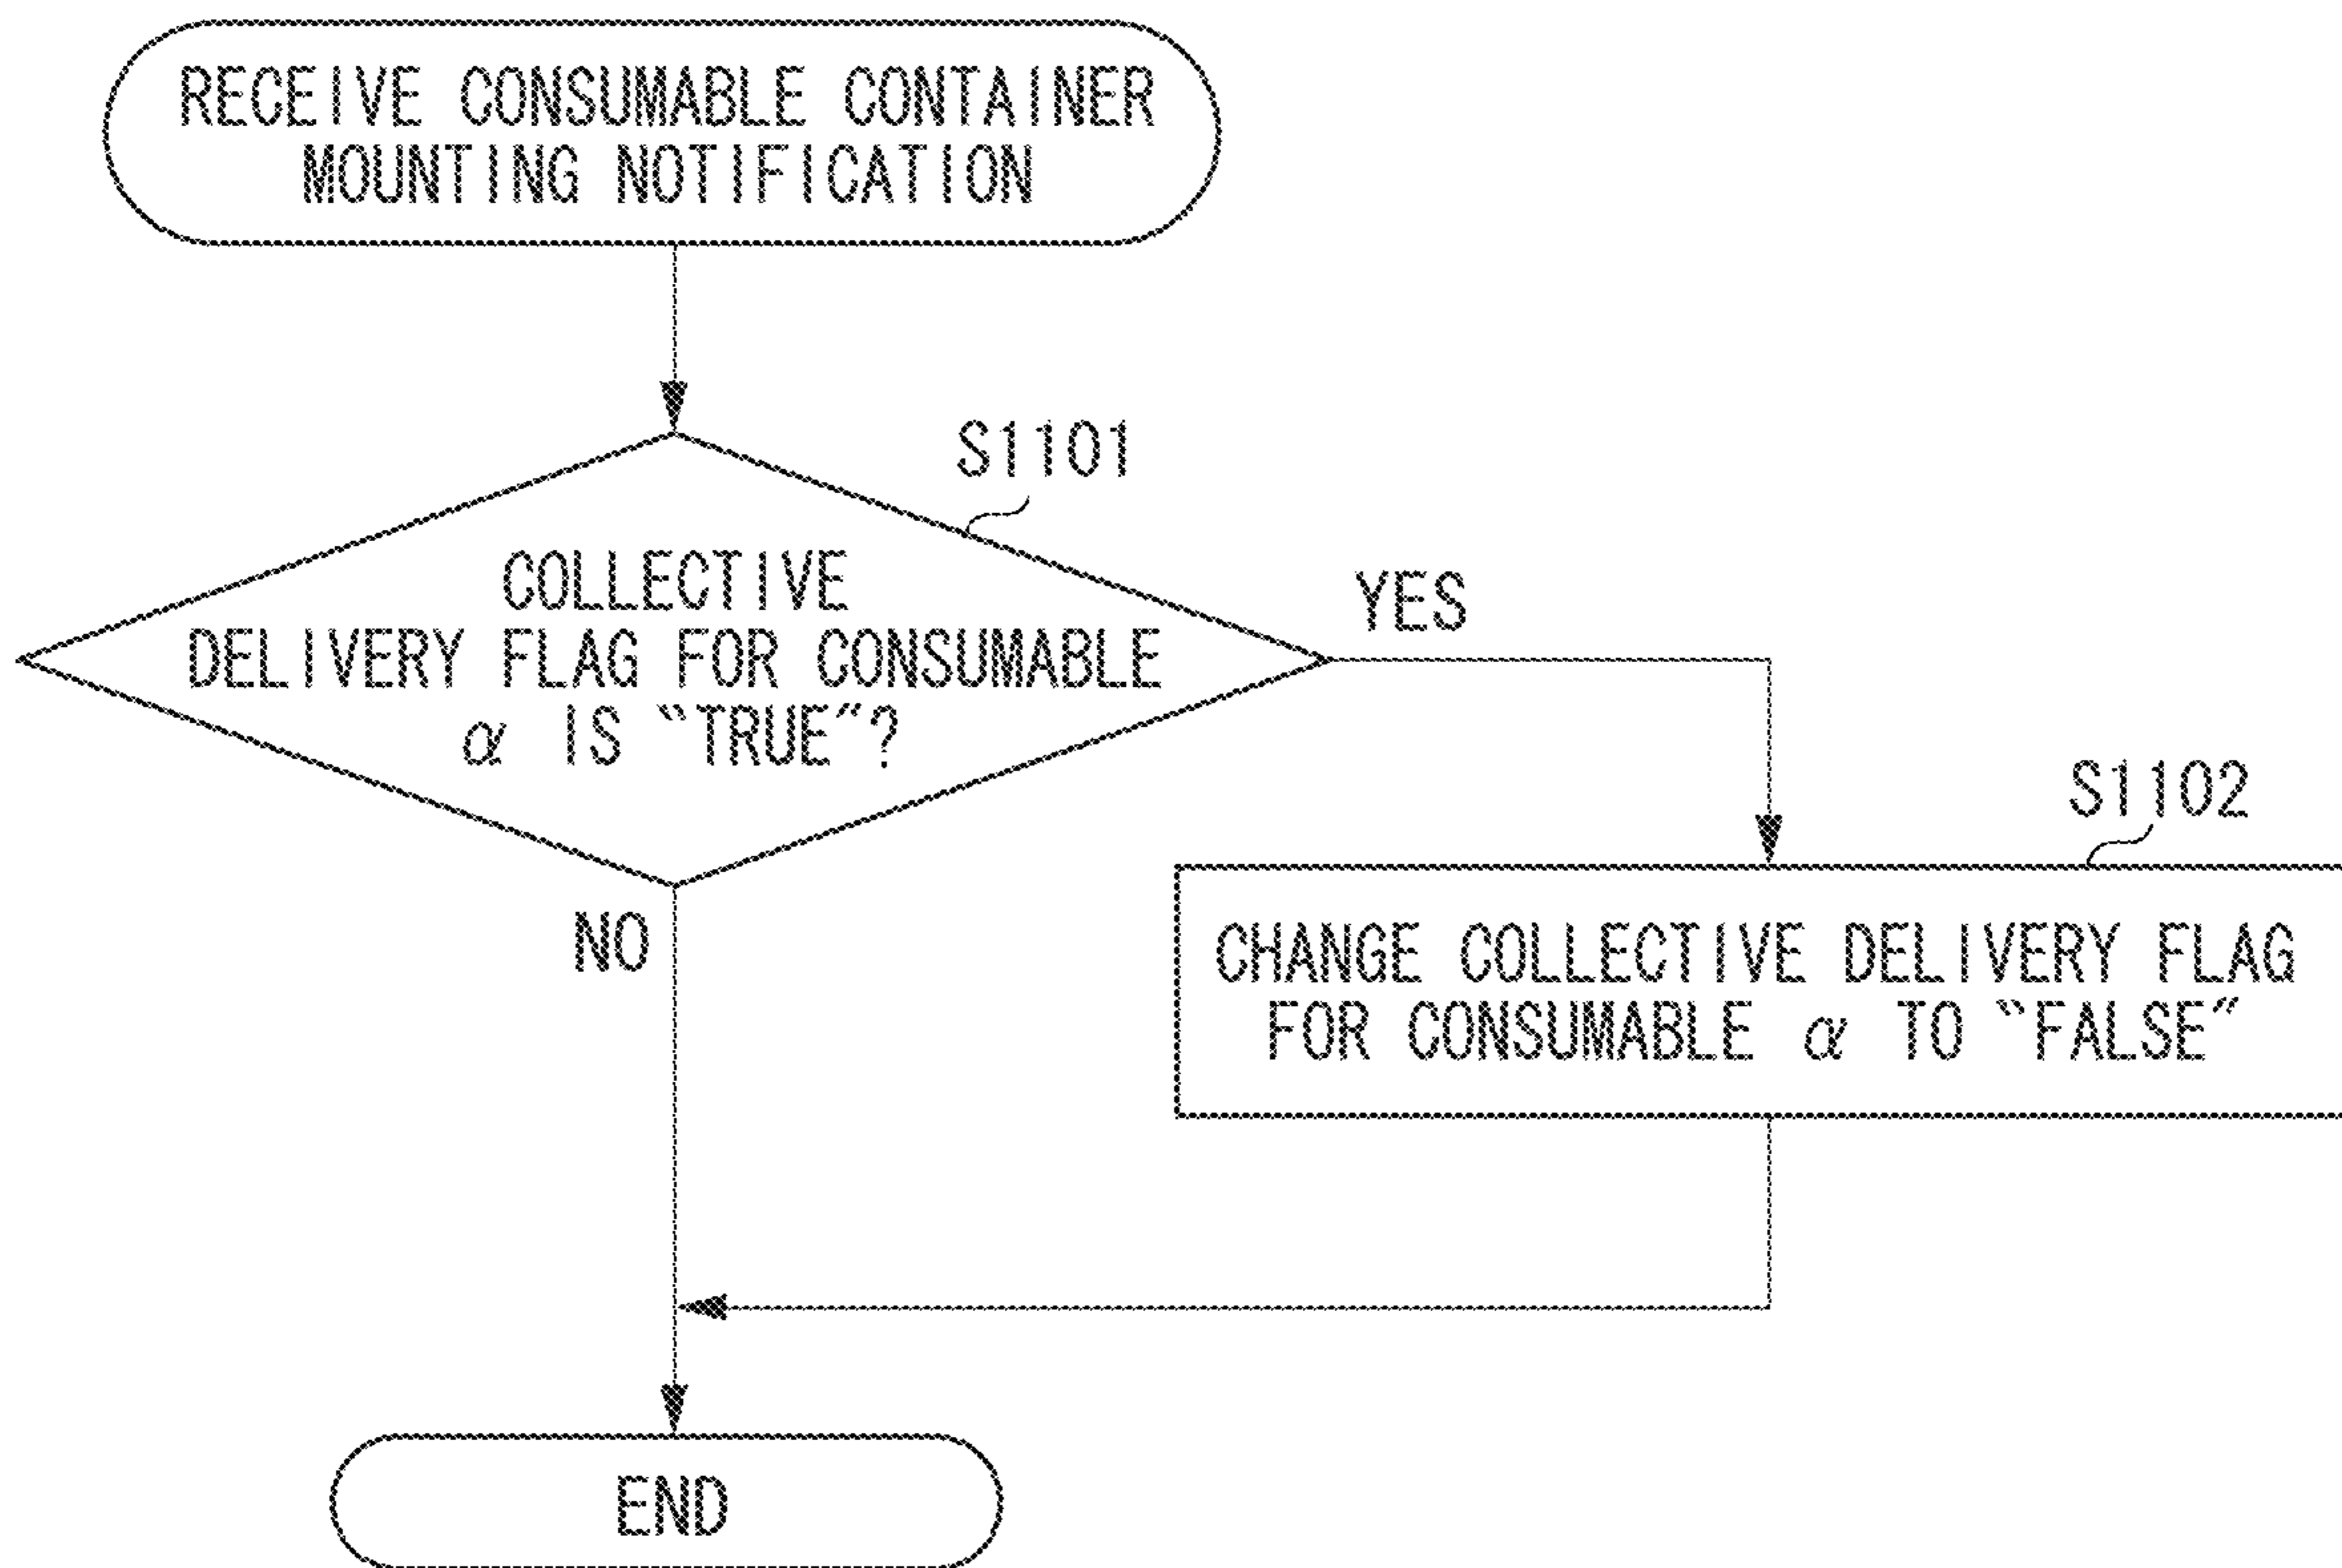 RECEIVE CONSUMABLE CONTAINER
MOUNTING NOTIFICATION
S1101
COLLECTIVE
DELIVERY FLAG FOR CONSUMABLE
α IS “TRUE”?
YES
S1102
NO
CHANGE COLLECTIVE DELIVERY FLAG
FOR CONSUMABLE α TO “FALSE”
END